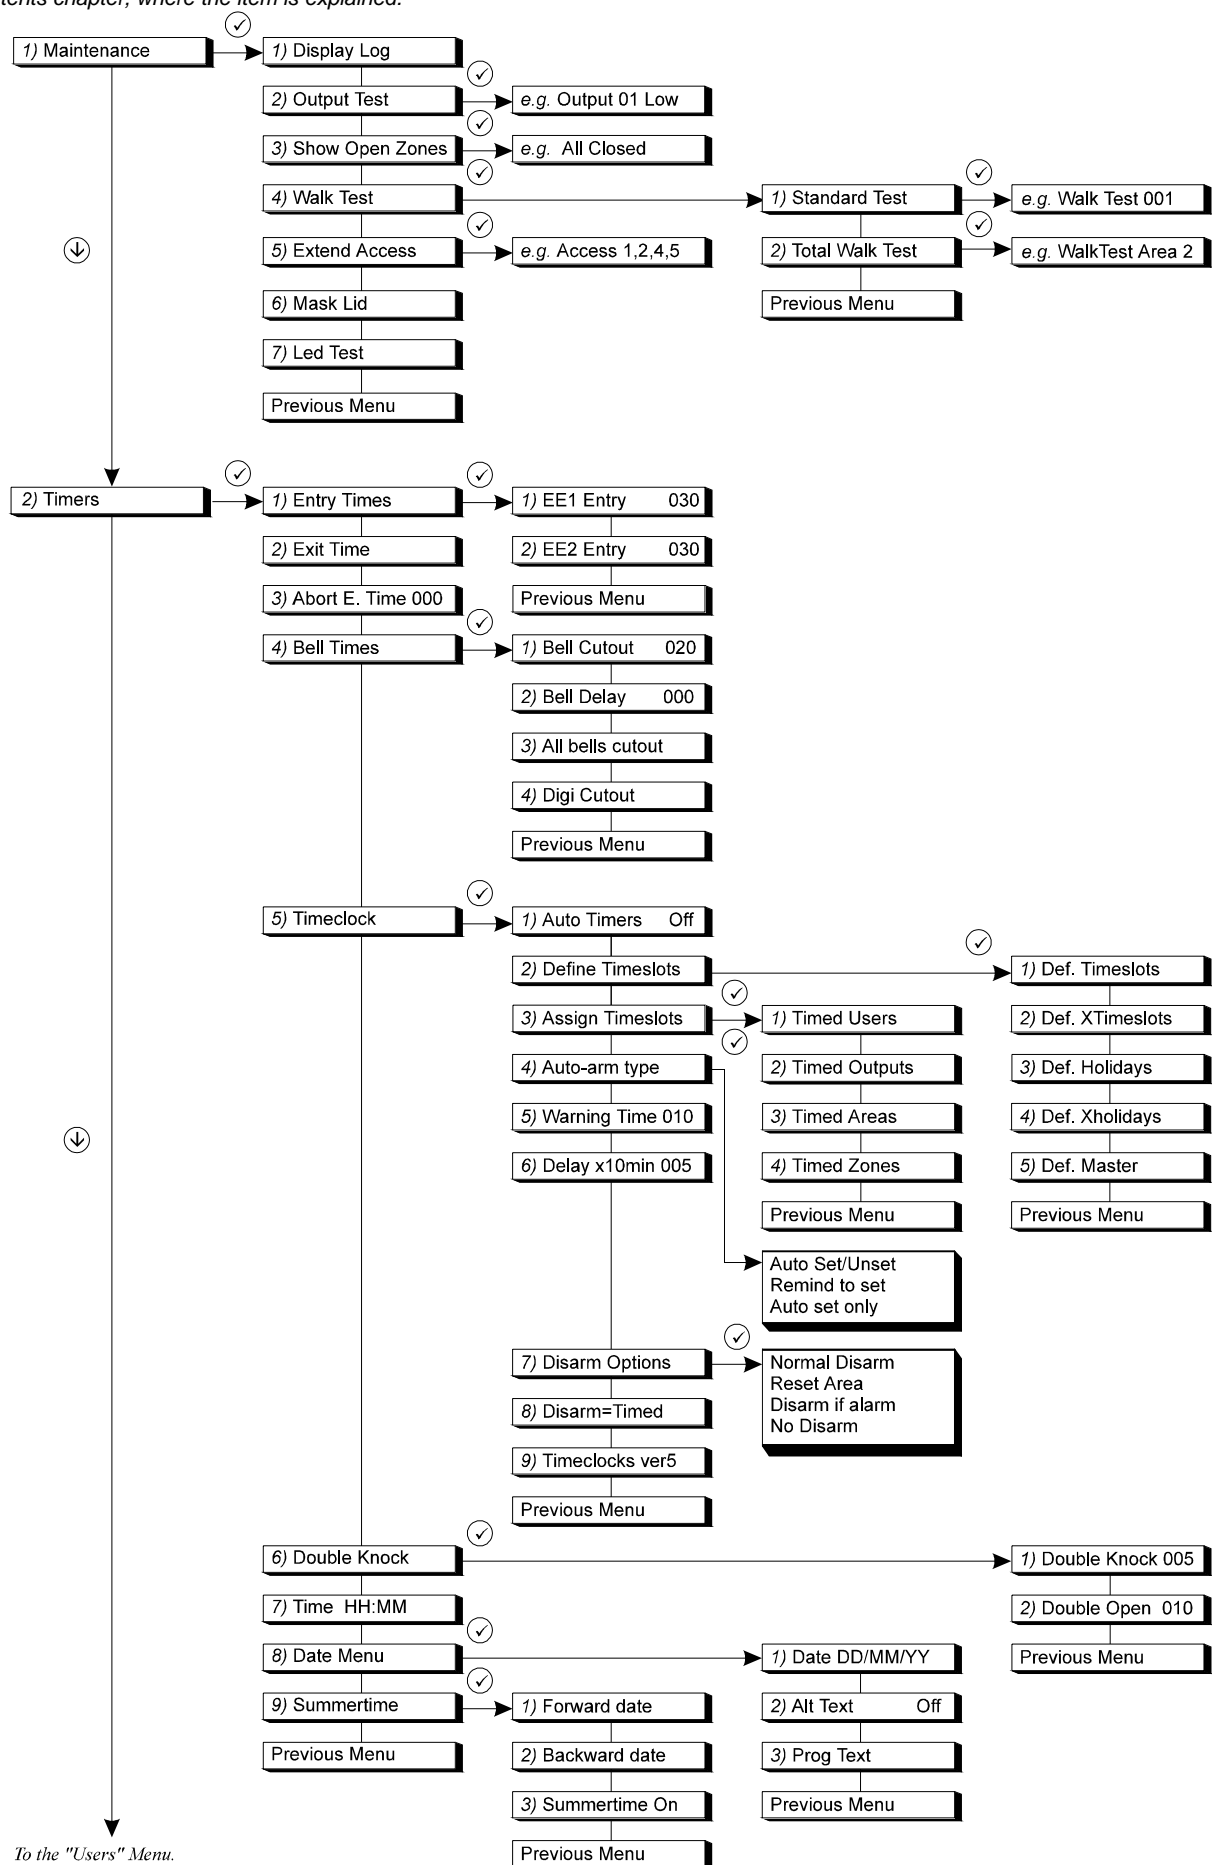 tents chapter, where the item is explained.
1) Maintenance
1) Display Log
2) Output Test
e.g. Output 01 Low
3) Show Open Zones
e.g. All Closed
4) Walk Test
1) Standard Test
e.g. Walk Test 001
5) Extend Access
e.g. Access 1,2,4,5
2) Total Walk Test
e.g. WalkTest Area 2
6) Mask Lid
Previous Menu
7) Led Test
Previous Menu
2) Timers
1) Entry Times
1) EE1 Entry 030
2) Exit Time
2) EE2 Entry 030
3) Abort E. Time 000
Previous Menu
4) Bell Times
1) Bell Cutout 020
2) Bell Delay 000
3) All bells cutout
4) Digi Cutout
Previous Menu
5) Timeclock
1) Auto Timers Off
2) Define Timeslots
1) Def. Timeslots
3) Assign Timeslots
1) Timed Users
2) Def. XTimeslots
4) Auto-arm type
2) Timed Outputs
3) Def. Holidays
5) Warning Time 010
3) Timed Areas
4) Def. Xholidays
6) Delay x10min 005
4) Timed Zones
5) Def. Master
Previous Menu
Previous Menu
Auto Set/Unset
Remind to set
Auto set only
7) Disarm Options
Normal Disarm
Reset Area
Disarm if alarm
No Disarm
8) Disarm=Timed
9) Timeclocks ver5
Previous Menu
6) Double Knock
1) Double Knock 005
7) Time HH:MM
2) Double Open 010
8) Date Menu
1) Date DD/MM/YY
Previous Menu
9) Summertime
1) Forward date
2) Alt Text Off
Previous Menu
2) Backward date
3) Prog Text
3) Summertime On
Previous Menu
Previous Menu
To the "Users" Menu.